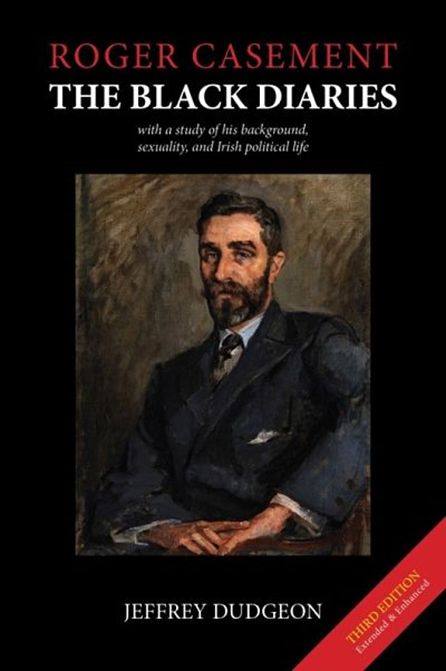 ROGER CASEMENT
THE BLACK DIARIES
with a study of his background,
sexuality, and Irish political life
JEFFREY DUDGEON
THIRD EDITION
Extended & Enhanced